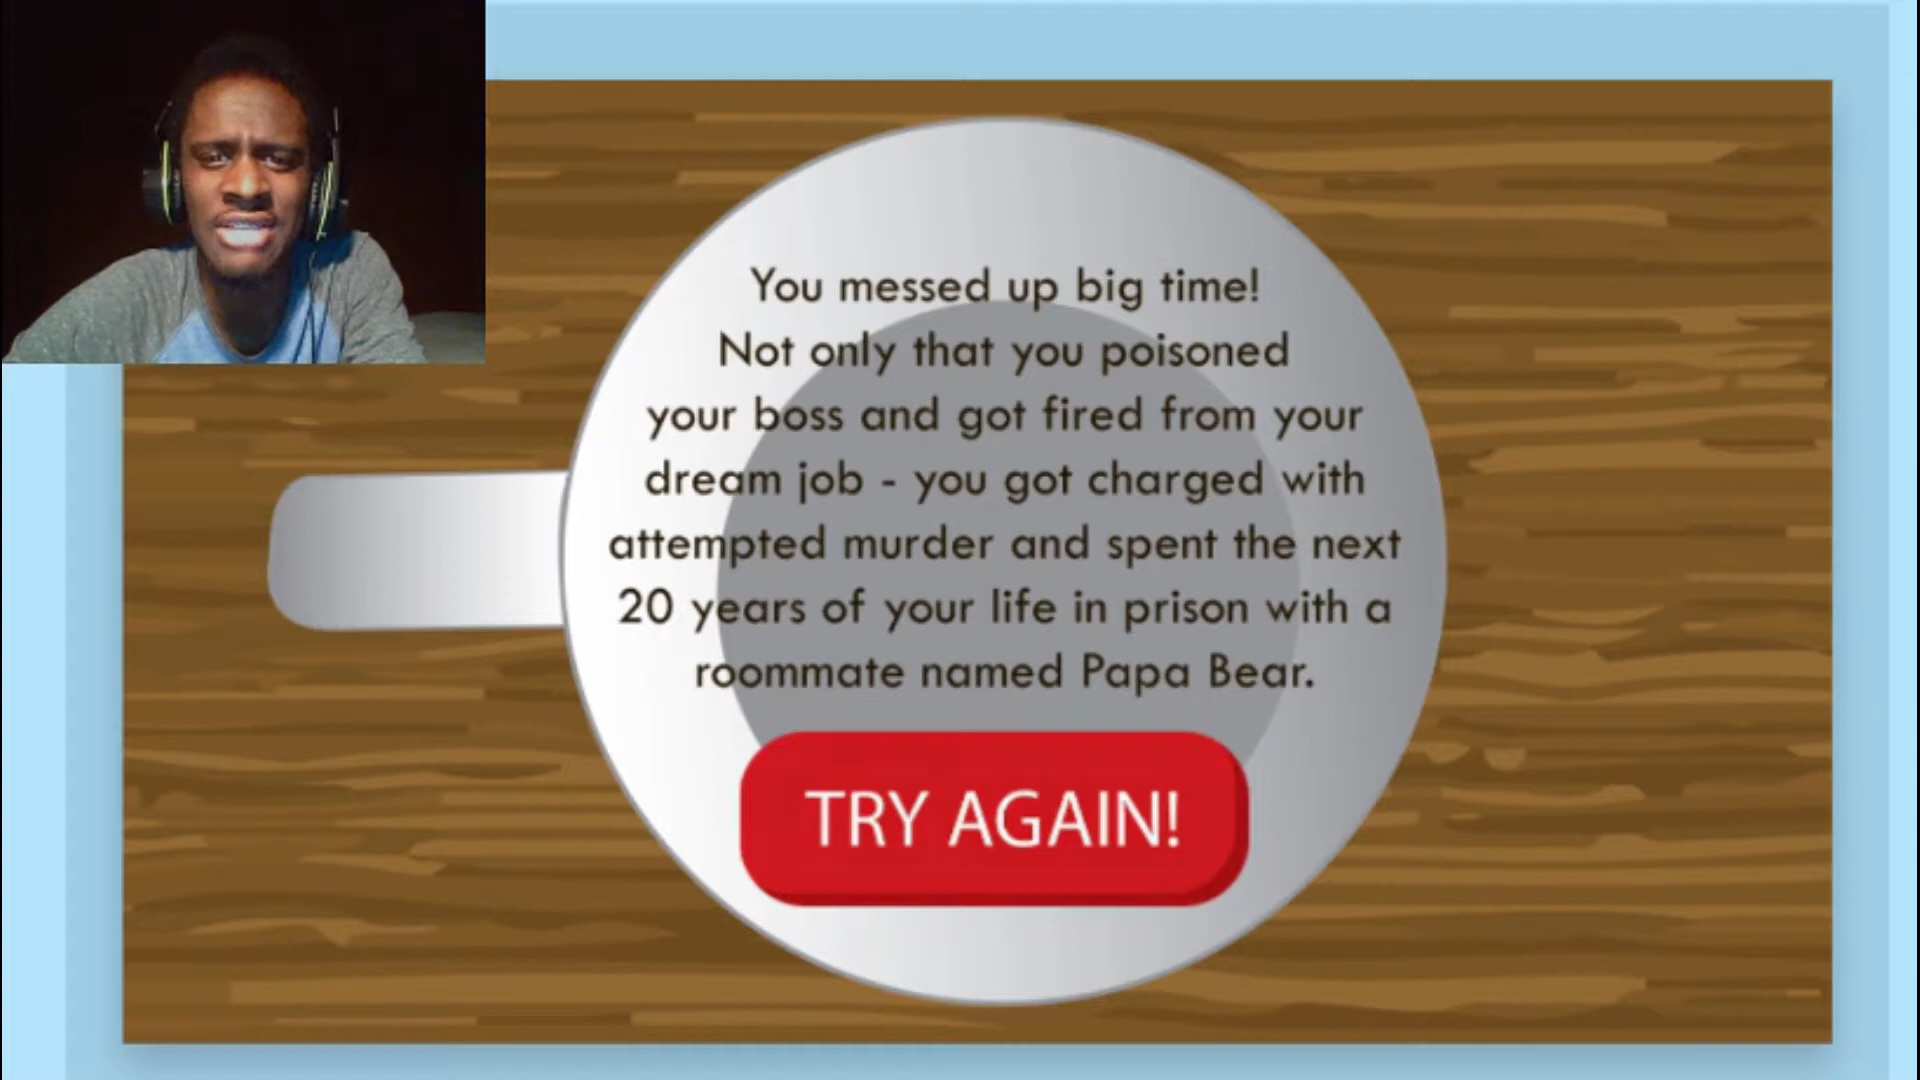 You messed up big time!
Not only that you poisoned
your boss and got fired from your
dream job - you got charged with
attempted murder and spent the next
20 years of your life in prison with a
roommate named Papa Bear.
TRY AGAIN!